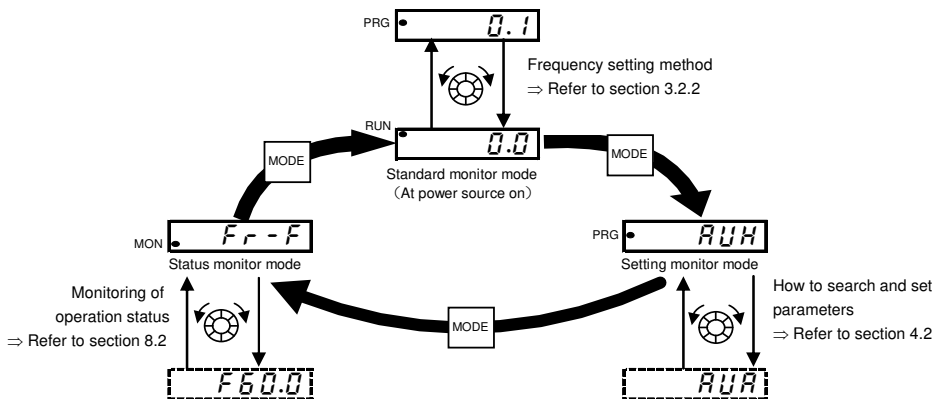 PRG
0.1
Frequency setting method
⇒ Refer to section 3.2.2
RUN
0.0
MODE
MODE
Standard monitor mode
(At power source on)
MON
Fr-F
PRG
AUH
Status monitor mode
Setting monitor mode
Monitoring of
operation status
⇒ Refer to section 8.2
How to search and set
parameters
⇒ Refer to section 4.2
MODE
F60.0
AUA